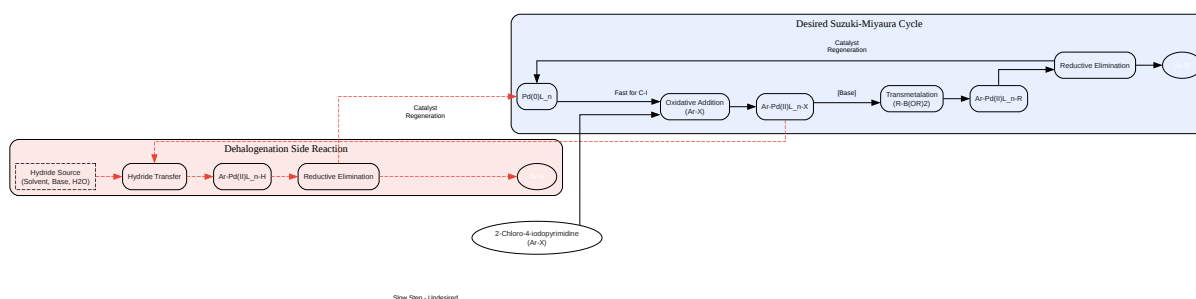 Desired Suzuki-Miyaura Cycle
Catalyst
Regeneration
Reductive Elimination
Pd(0)L_n
Fast for C-I
Oxidative Addition
(Ar-X)
Ar-Pd(II)L_n-X
[Base]
Transmetalation
(R-B(OR)2)
Ar-Pd(II)L_n-R
Catalyst
Regeneration
Dehalogenation Side Reaction
Hydride Source
(Solvent, Base, H2O)
Hydride Transfer
Ar-Pd(II)L_n-H
Reductive Elimination
2-Chloro-4-iodopyrimidine
(Ar-X)
Slow Step - Undesired